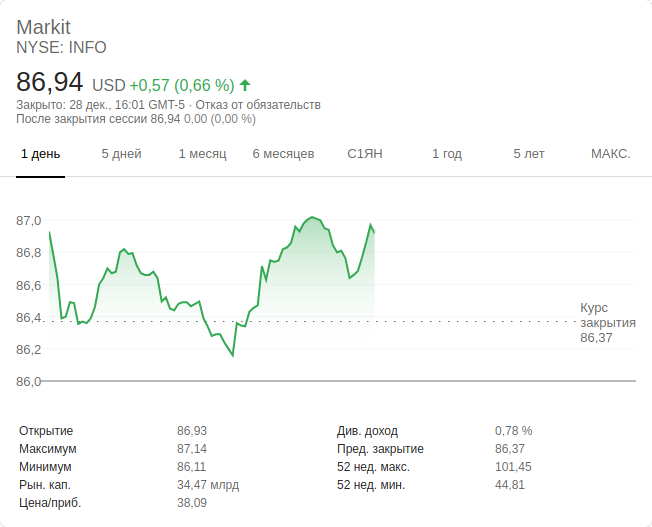 Markit
NYSE: INFO
86,94 USD +0,57 (0,66 %)
Закрыто: 28 дек., 16:01 GMT-5 · Отказ от обязательств
После закрытия сессии 86,94 0,00 (0,00 %)
1 день 5 дней 1 месяц 6 месяцев С1ЯН 1 год 5 лет МАКС.
87,0
86,8
86,6
86,4
86,2
86,0
Курс
закрытия
86,37
Открытие 86,93
Максимум 87,14
Минимум 86,11
Рын. кап. 34,47 млрд
Цена/приб. 38,09
Див. доход 0,78 %
Пред. закрытие 86,37
52 нед. макс. 101,45
52 нед. мин. 44,81